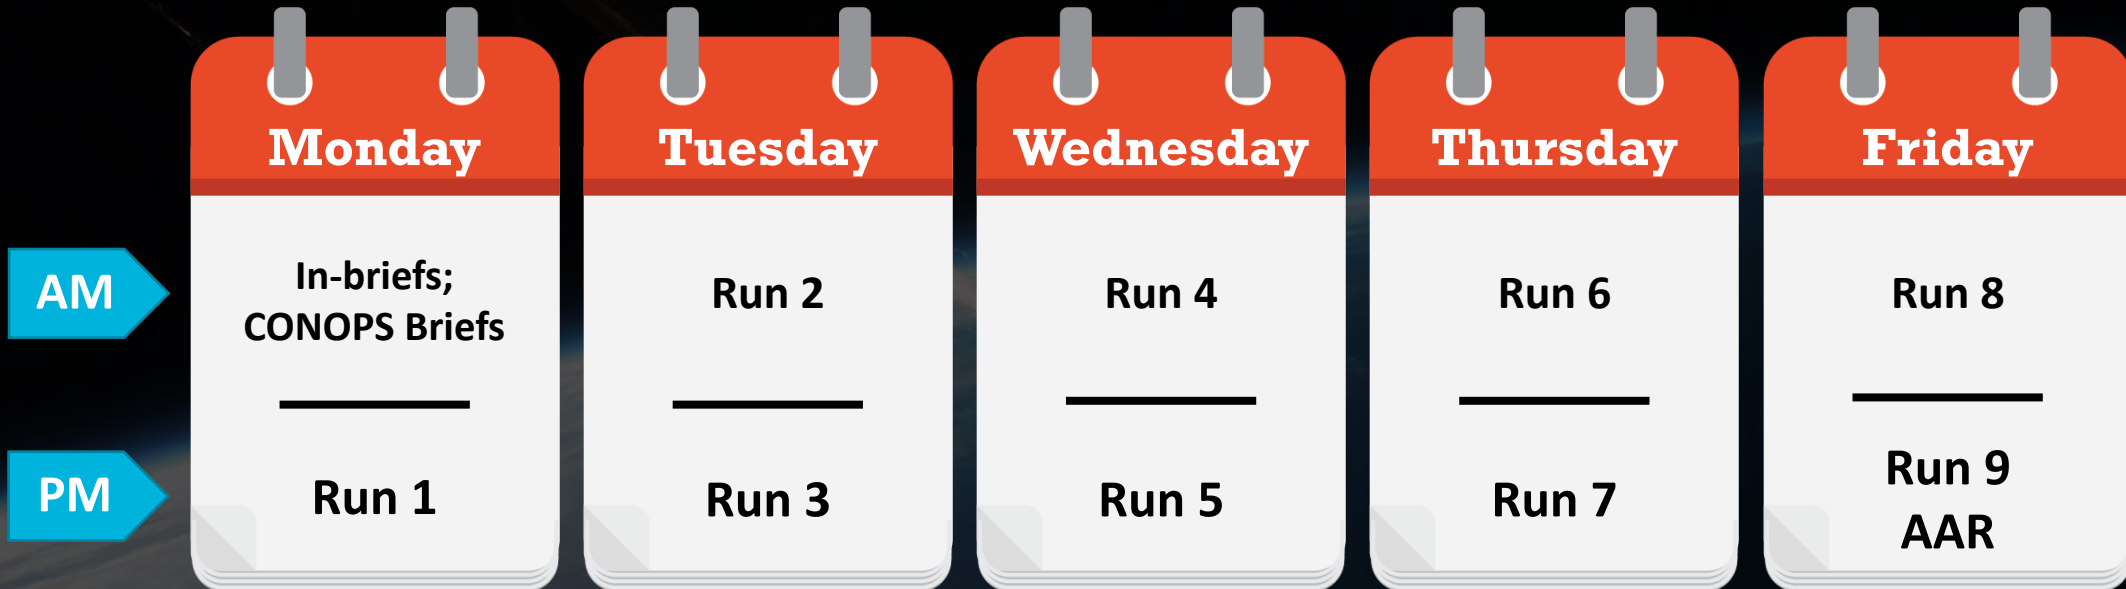 Monday
Tuesday
Wednesday
Thursday
Friday
AM
In-briefs;
CONOPS Briefs
Run 2
Run 4
Run 6
Run 8
PM
Run 1
Run 3
Run 5
Run 7
Run 9
AAR